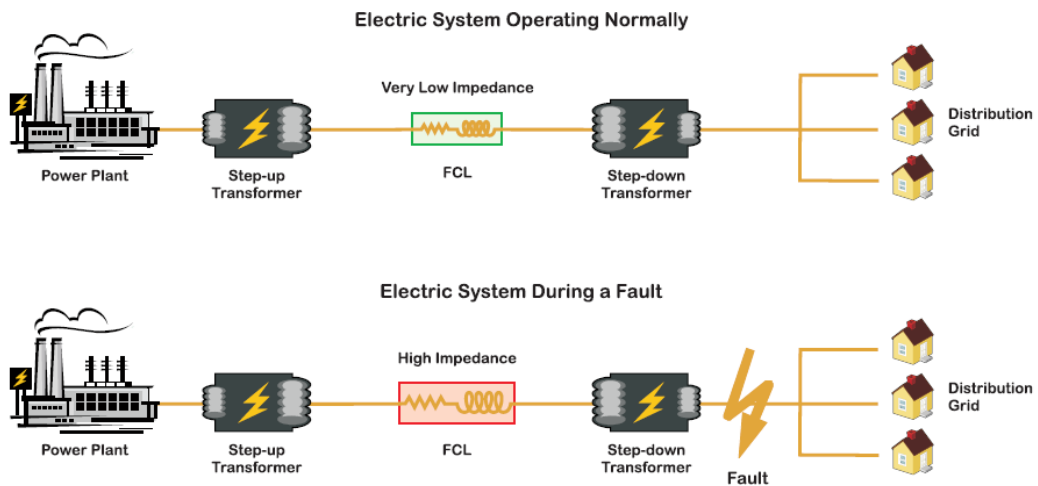 Electric System Operating Normally
Very Low Impedance
Power Plant
Step-up
Transformer
FCL
Step-down
Transformer
Distribution
Grid
Electric System During a Fault
High Impedance
Power Plant
Step-up
Transformer
FCL
Step-down
Transformer
Fault
Distribution
Grid